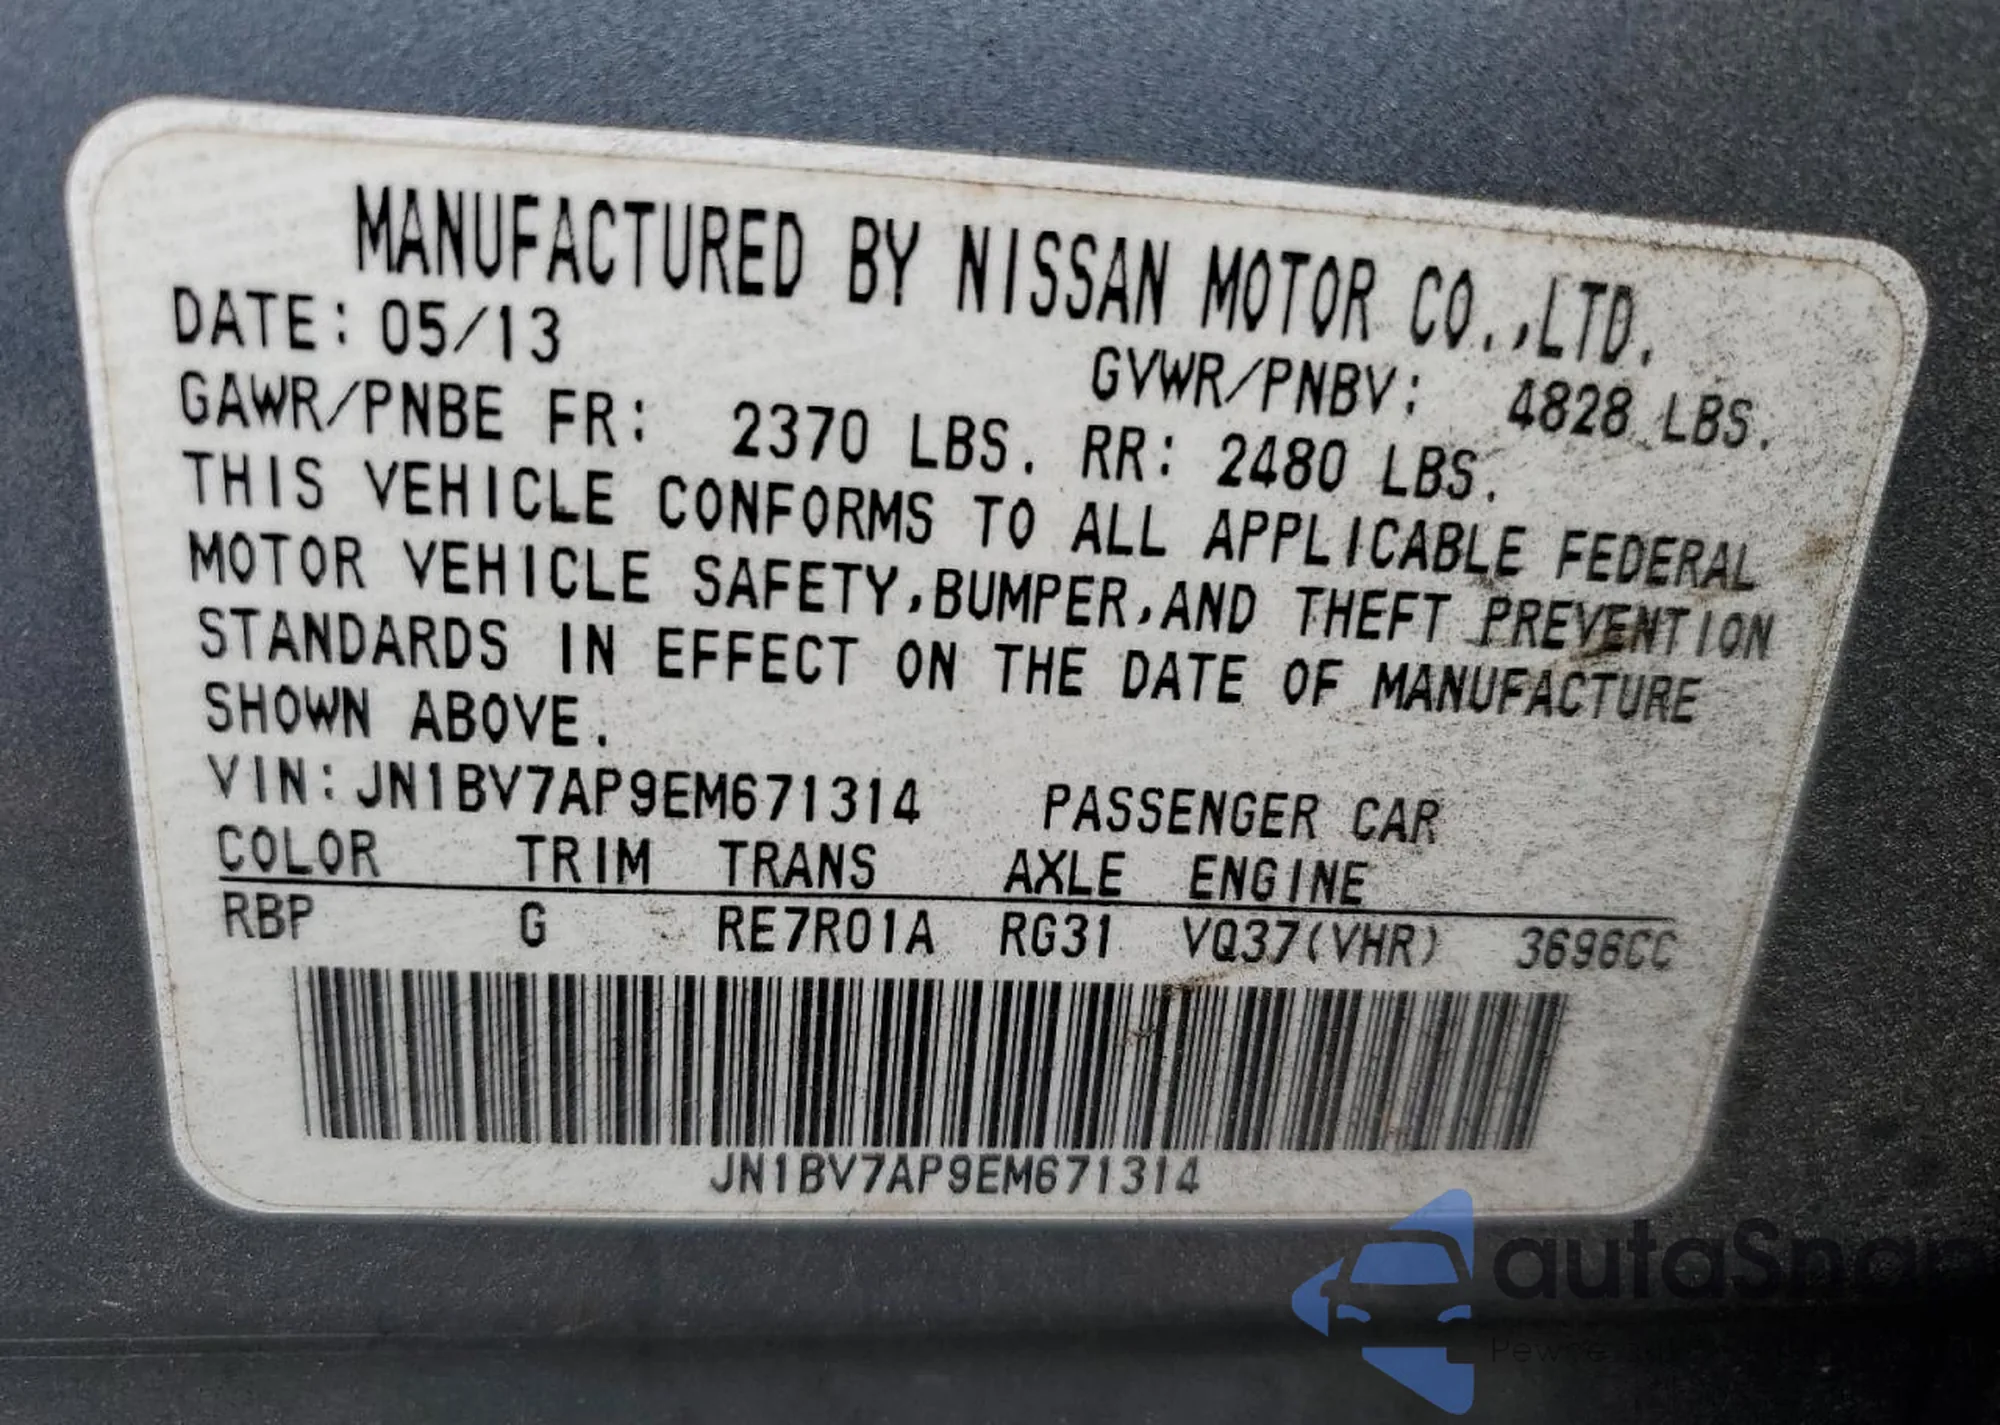 MANUFACTURED BY NISSAN MOTOR CO.,LTD.
DATE: 05/13
GVWR/PNBV: 4828 LBS.
GAWR/PNBE FR: 2370 LBS. RR: 2480 LBS.
THIS VEHICLE CONFORMS TO ALL APPLICABLE FEDERAL
MOTOR VEHICLE SAFETY,BUMPER,AND THEFT PREVENTION
STANDARDS IN EFFECT ON THE DATE OF MANUFACTURE
SHOWN ABOVE.
VIN:JN1BV7AP9EM671314 PASSENGER CAR
COLOR TRIM TRANS AXLE ENGINE
RBP G RE7R01A RG31 VQ37(VHR) 3696CC
JN1BV7AP9EM671314
autaSnap